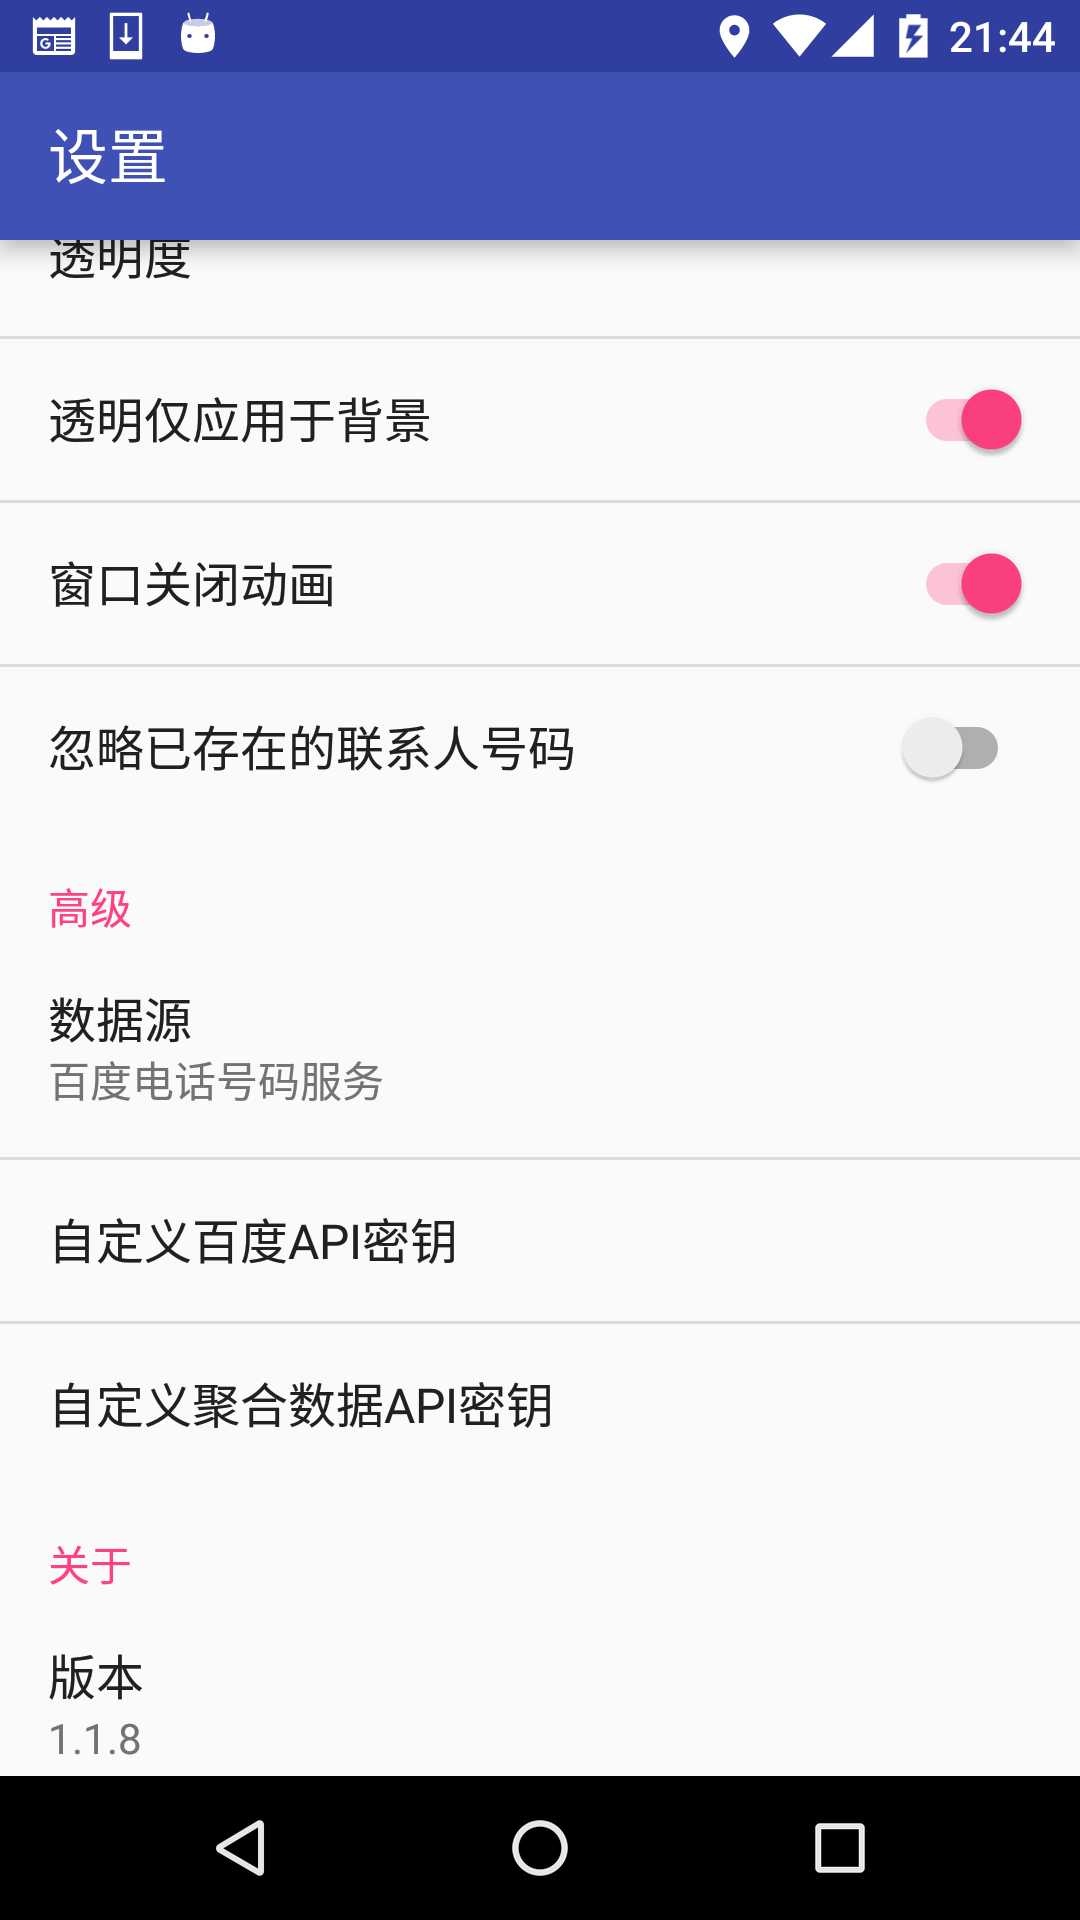 21:44
设置
透明度
透明仅应用于背景
窗口关闭动画
忽略已存在的联系人号码
高级
数据源
百度电话号码服务
自定义百度API密钥
自定义聚合数据API密钥
关于
版本
1.1.8